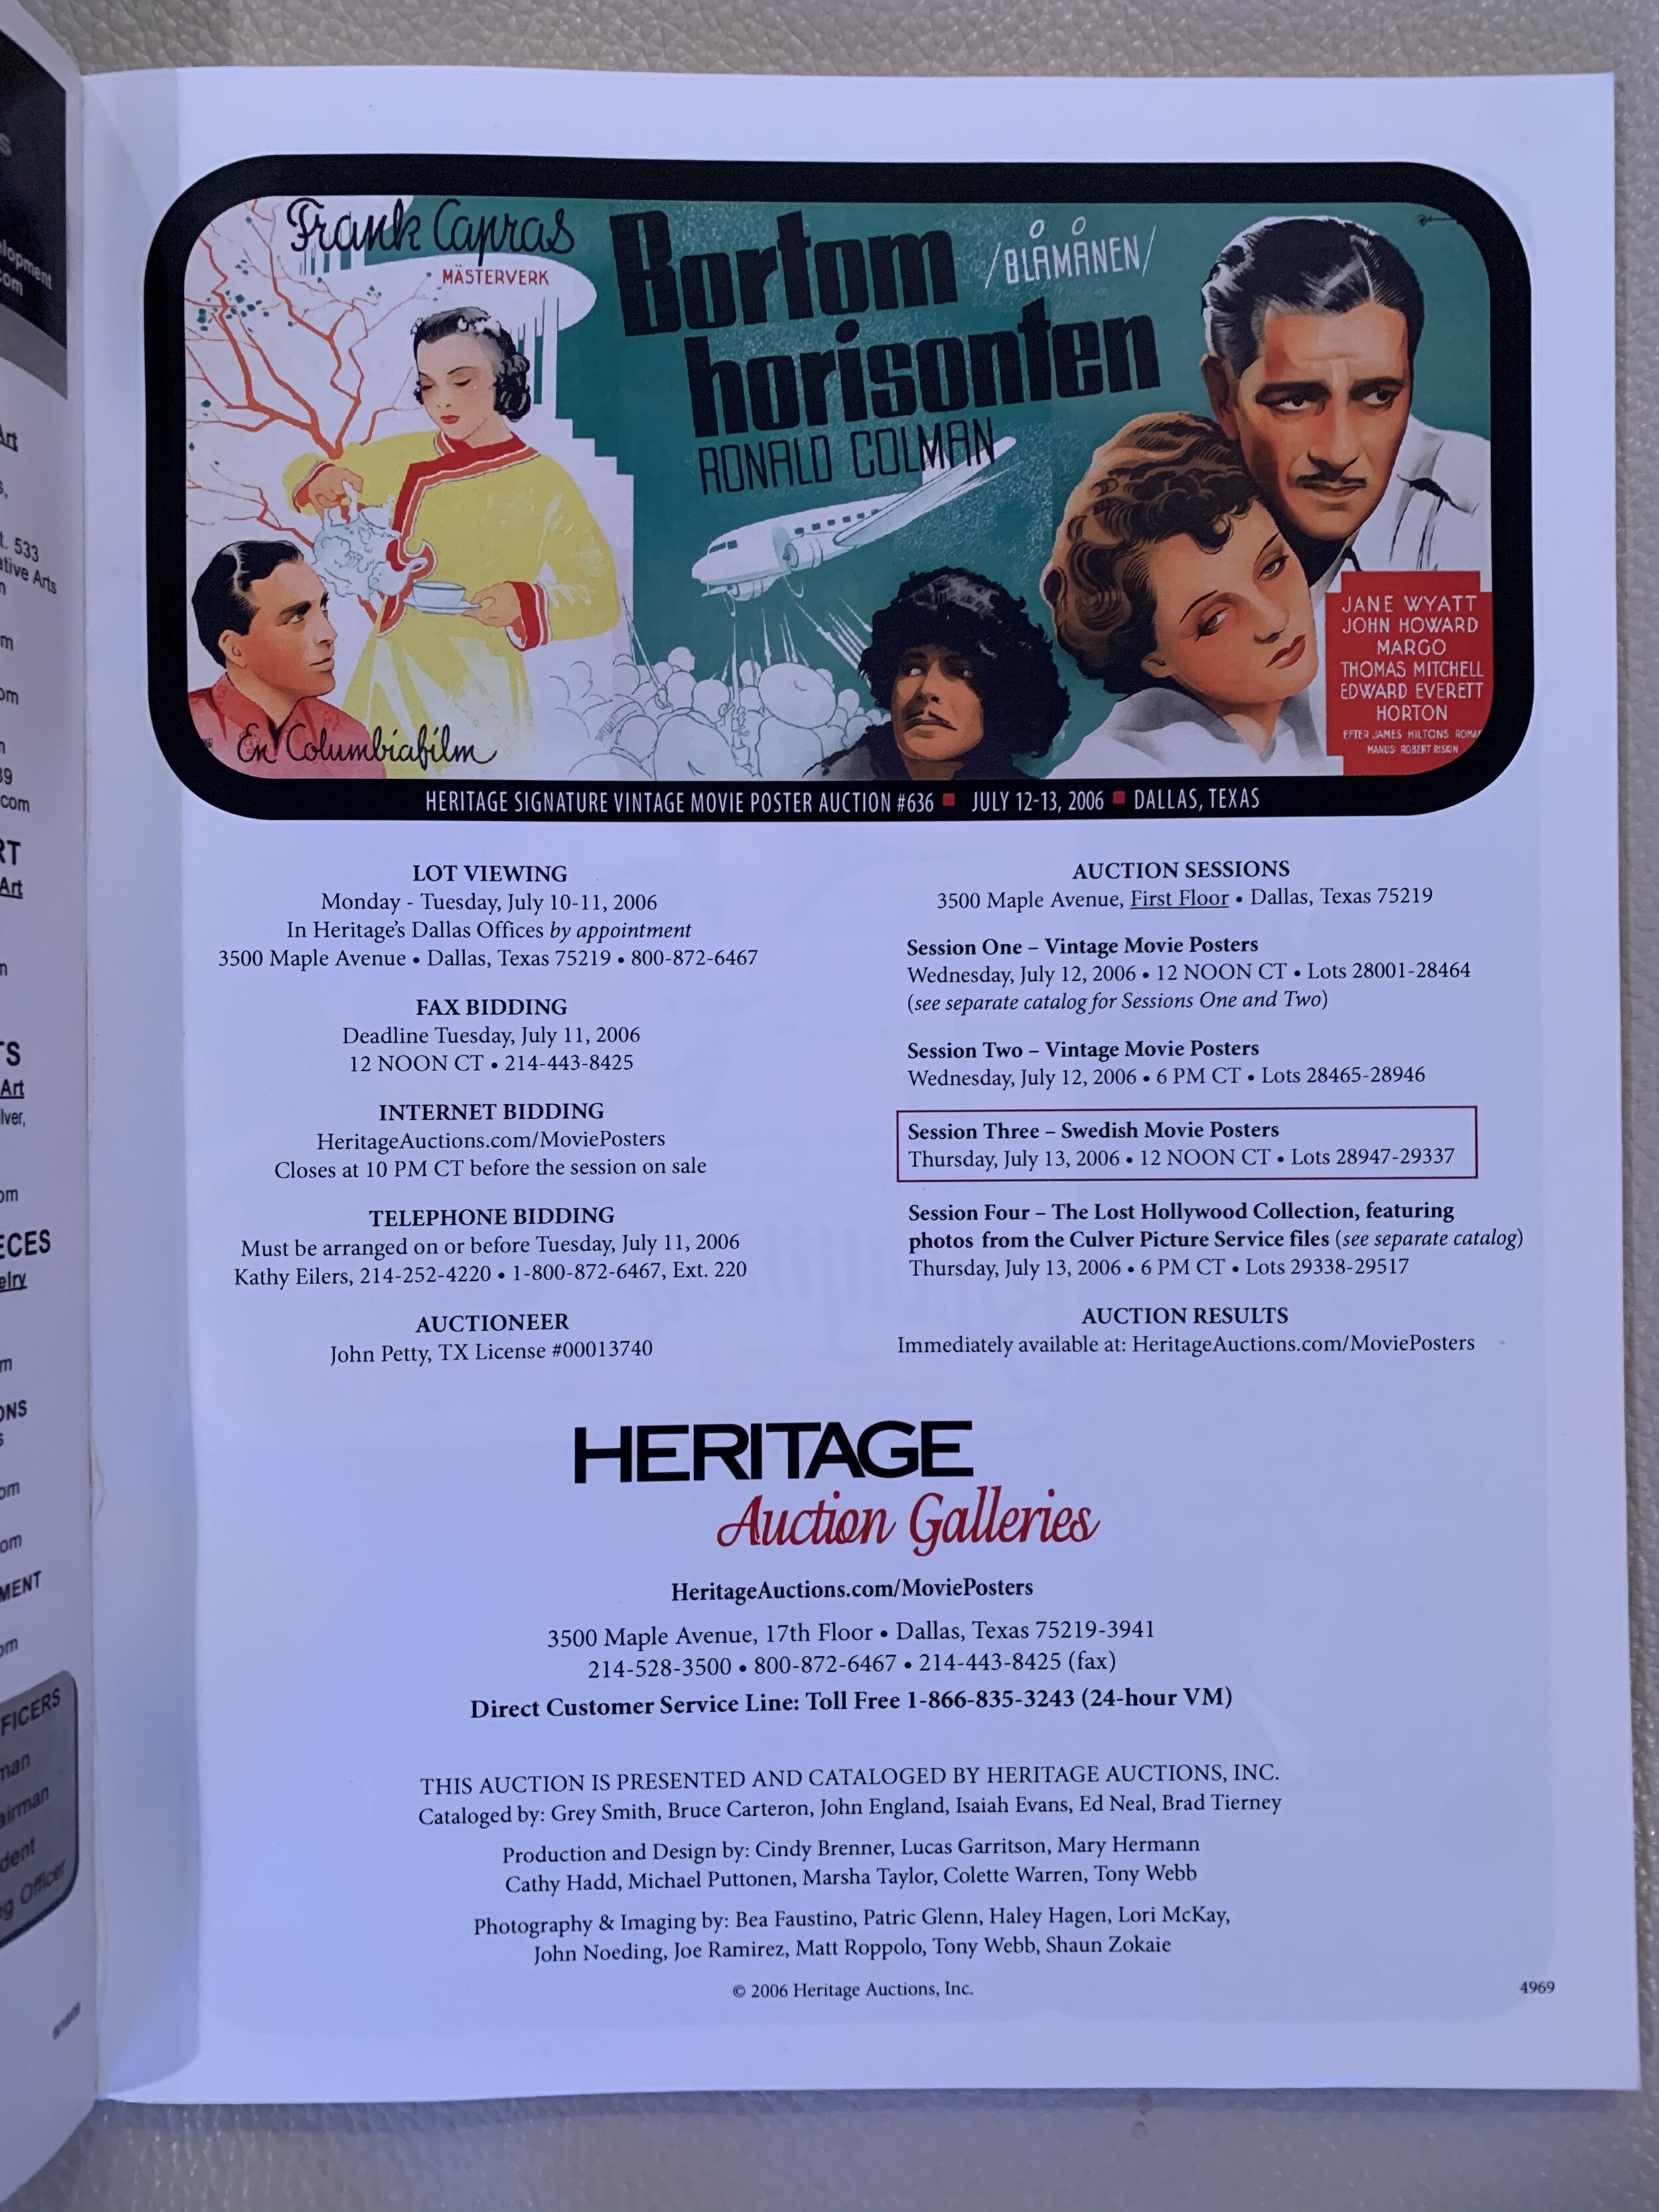 Frank Capras
MÄSTERVERK
Bortom
/BLÅMÅNEN/
horisonten
RONALD COLMAN
JANE WYATT
JOHN HOWARD
MARGO
THOMAS MITCHELL
EDWARD EVERETT
HORTON
EFTER JAMES HILTONS ROMAN
MANUS: ROBERT RISKIN
En Columbiafilm
HERITAGE SIGNATURE VINTAGE MOVIE POSTER AUCTION #636 ■ JULY 12-13, 2006 ■ DALLAS, TEXAS
LOT VIEWING
Monday - Tuesday, July 10-11, 2006
In Heritage's Dallas Offices by appointment
3500 Maple Avenue • Dallas, Texas 75219 • 800-872-6467
FAX BIDDING
Deadline Tuesday, July 11, 2006
12 NOON CT • 214-443-8425
INTERNET BIDDING
HeritageAuctions.com/MoviePosters
Closes at 10 PM CT before the session on sale
TELEPHONE BIDDING
Must be arranged on or before Tuesday, July 11, 2006
Kathy Eilers, 214-252-4220 • 1-800-872-6467, Ext. 220
AUCTIONEER
John Petty, TX License #00013740
AUCTION SESSIONS
3500 Maple Avenue, First Floor • Dallas, Texas 75219
Session One – Vintage Movie Posters
Wednesday, July 12, 2006 • 12 NOON CT • Lots 28001-28464
(see separate catalog for Sessions One and Two)
Session Two – Vintage Movie Posters
Wednesday, July 12, 2006 • 6 PM CT • Lots 28465-28946
Session Three – Swedish Movie Posters
Thursday, July 13, 2006 • 12 NOON CT • Lots 28947-29337
Session Four – The Lost Hollywood Collection, featuring
photos from the Culver Picture Service files (see separate catalog)
Thursday, July 13, 2006 • 6 PM CT • Lots 29338-29517
AUCTION RESULTS
Immediately available at: HeritageAuctions.com/MoviePosters
HERITAGE
Auction Galleries
HeritageAuctions.com/MoviePosters
3500 Maple Avenue, 17th Floor • Dallas, Texas 75219-3941
214-528-3500 • 800-872-6467 • 214-443-8425 (fax)
Direct Customer Service Line: Toll Free 1-866-835-3243 (24-hour VM)
THIS AUCTION IS PRESENTED AND CATALOGED BY HERITAGE AUCTIONS, INC.
Cataloged by: Grey Smith, Bruce Carteron, John England, Isaiah Evans, Ed Neal, Brad Tierney
Production and Design by: Cindy Brenner, Lucas Garritson, Mary Hermann
Cathy Hadd, Michael Puttonen, Marsha Taylor, Colette Warren, Tony Webb
Photography & Imaging by: Bea Faustino, Patric Glenn, Haley Hagen, Lori McKay,
John Noeding, Joe Ramirez, Matt Roppolo, Tony Webb, Shaun Zokaie
© 2006 Heritage Auctions, Inc.
4969